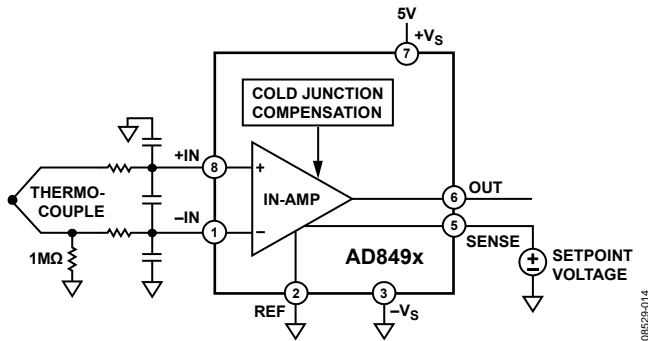 5V
+VS
7
COLD JUNCTION
COMPENSATION
+IN
8
+
THERMO-
COUPLE
IN-AMP
6
OUT
−IN
1
−
5
SENSE
1MΩ
AD849x
SETPOINT
VOLTAGE
2
3
REF
−VS
08529-014